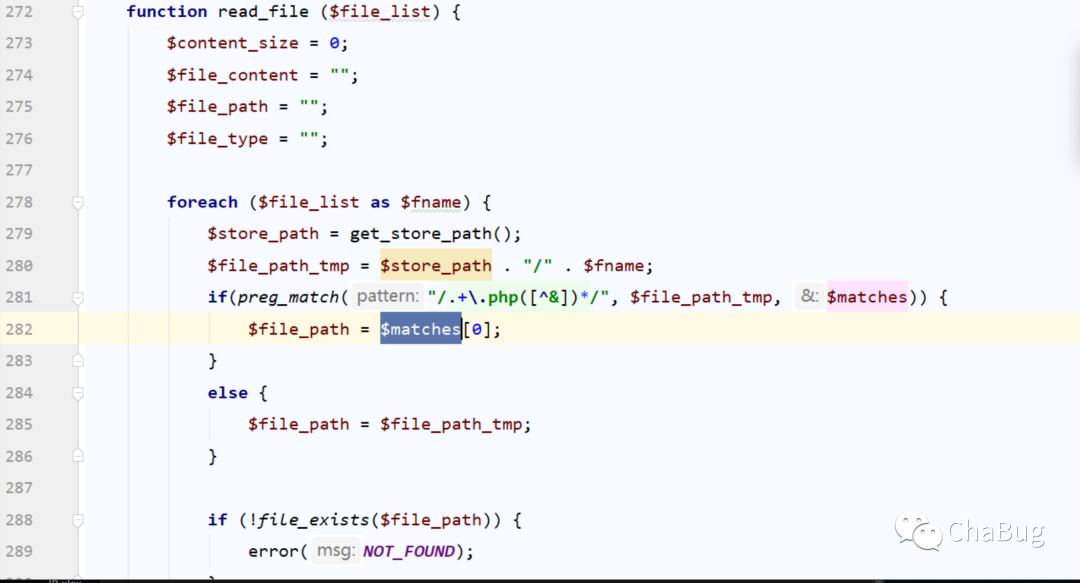 272 function read_file ($file_list) {
273 $content_size = 0;
274 $file_content = "";
275 $file_path = "";
276 $file_type = "";
277
278 foreach ($file_list as $fname) {
279 $store_path = get_store_path();
280 $file_path_tmp = $store_path . "/" . $fname;
281 if(preg_match( pattern: "/.+\.php([^&])*/", $file_path_tmp, &: $matches)) {
282 $file_path = $matches[0];
283 }
284 else {
285 $file_path = $file_path_tmp;
286 }
287
288 if (!file_exists($file_path)) {
289 error( msg: NOT_FOUND);
ChaBug